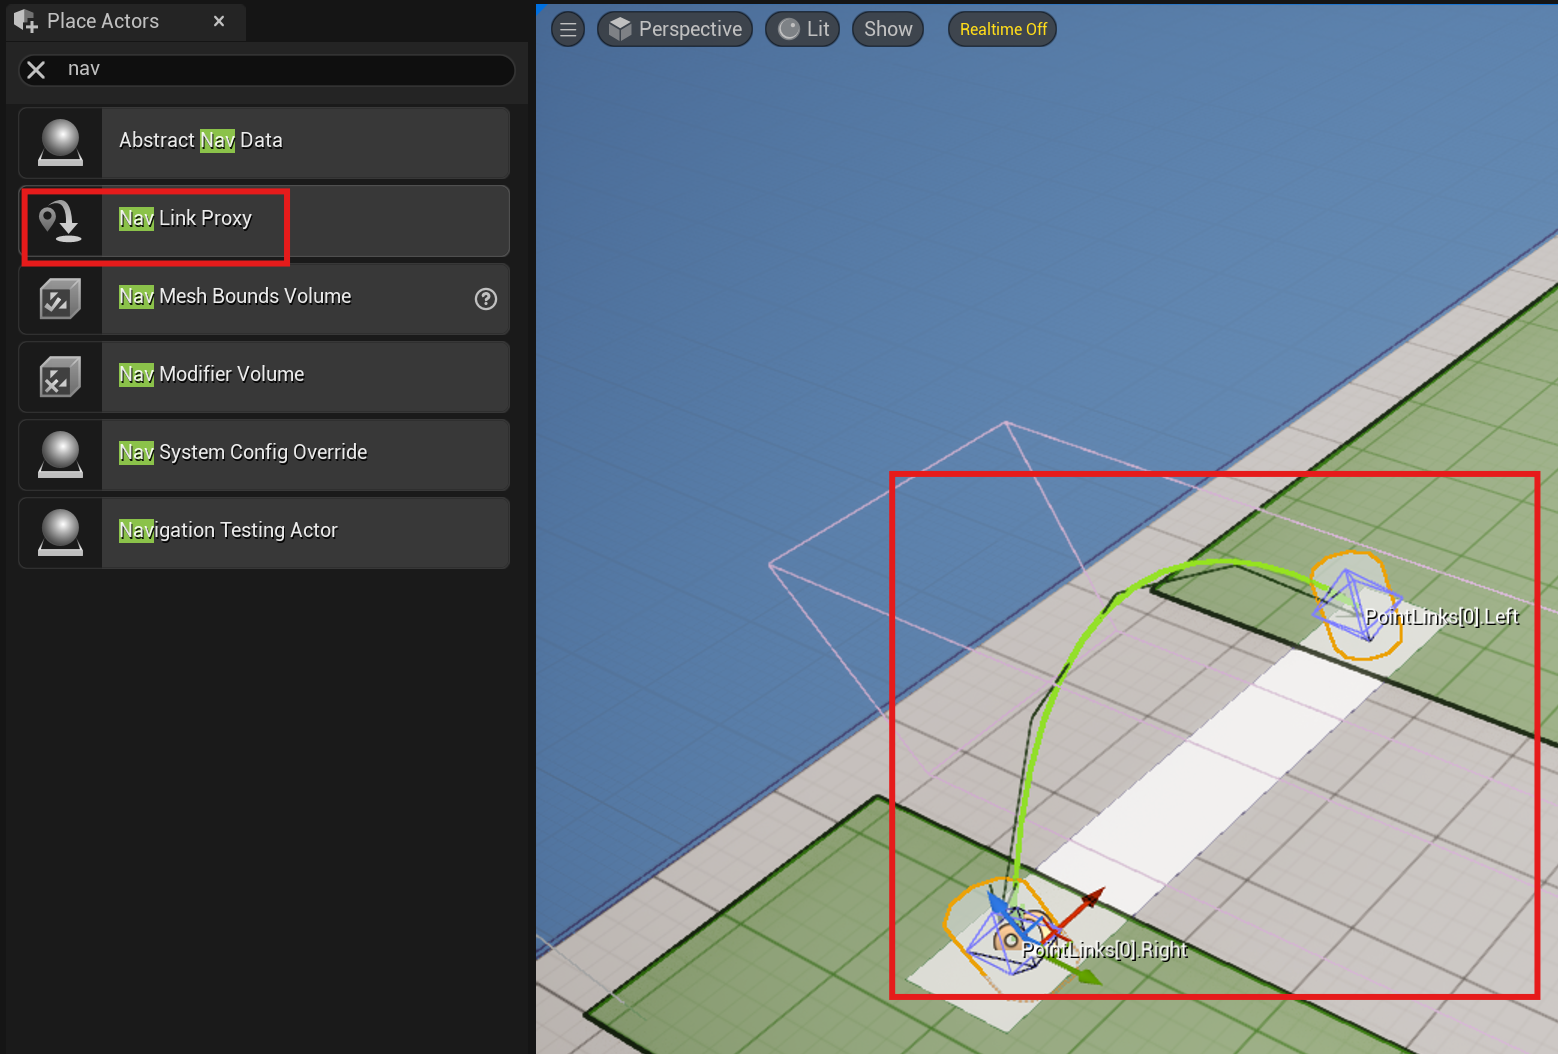 Place Actors
nav
Abstract Nav Data
Nav Link Proxy
Nav Mesh Bounds Volume
Nav Modifier Volume
Nav System Config Override
Navigation Testing Actor
Perspective
Lit
Show
Realtime Off
PointLinks[0].Left
PointLinks[0].Right